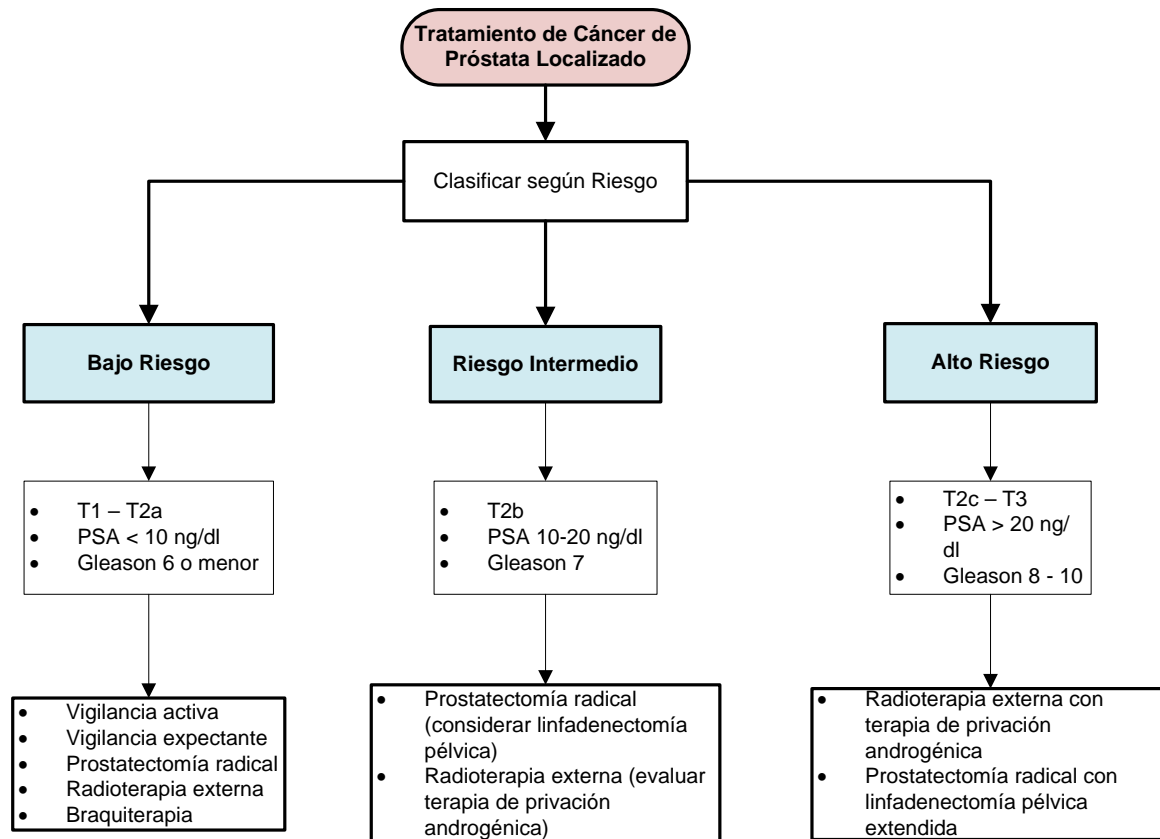 Tratamiento de Cáncer de
Próstata Localizado
Clasificar según Riesgo
Bajo Riesgo
Riesgo Intermedio
Alto Riesgo
• T1 – T2a
• PSA < 10 ng/dl
• Gleason 6 o menor
• T2b
• PSA 10-20 ng/dl
• Gleason 7
• T2c – T3
• PSA > 20 ng/
dl
• Gleason 8 - 10
• Vigilancia activa
• Vigilancia expectante
• Prostatectomía radical
• Radioterapia externa
• Braquiterapia
• Prostatectomía radical
(considerar linfadenectomía
pélvica)
• Radioterapia externa (evaluar
terapia de privación
androgénica)
• Radioterapia externa con
terapia de privación
androgénica
• Prostatectomía radical con
linfadenectomía pélvica
extendida